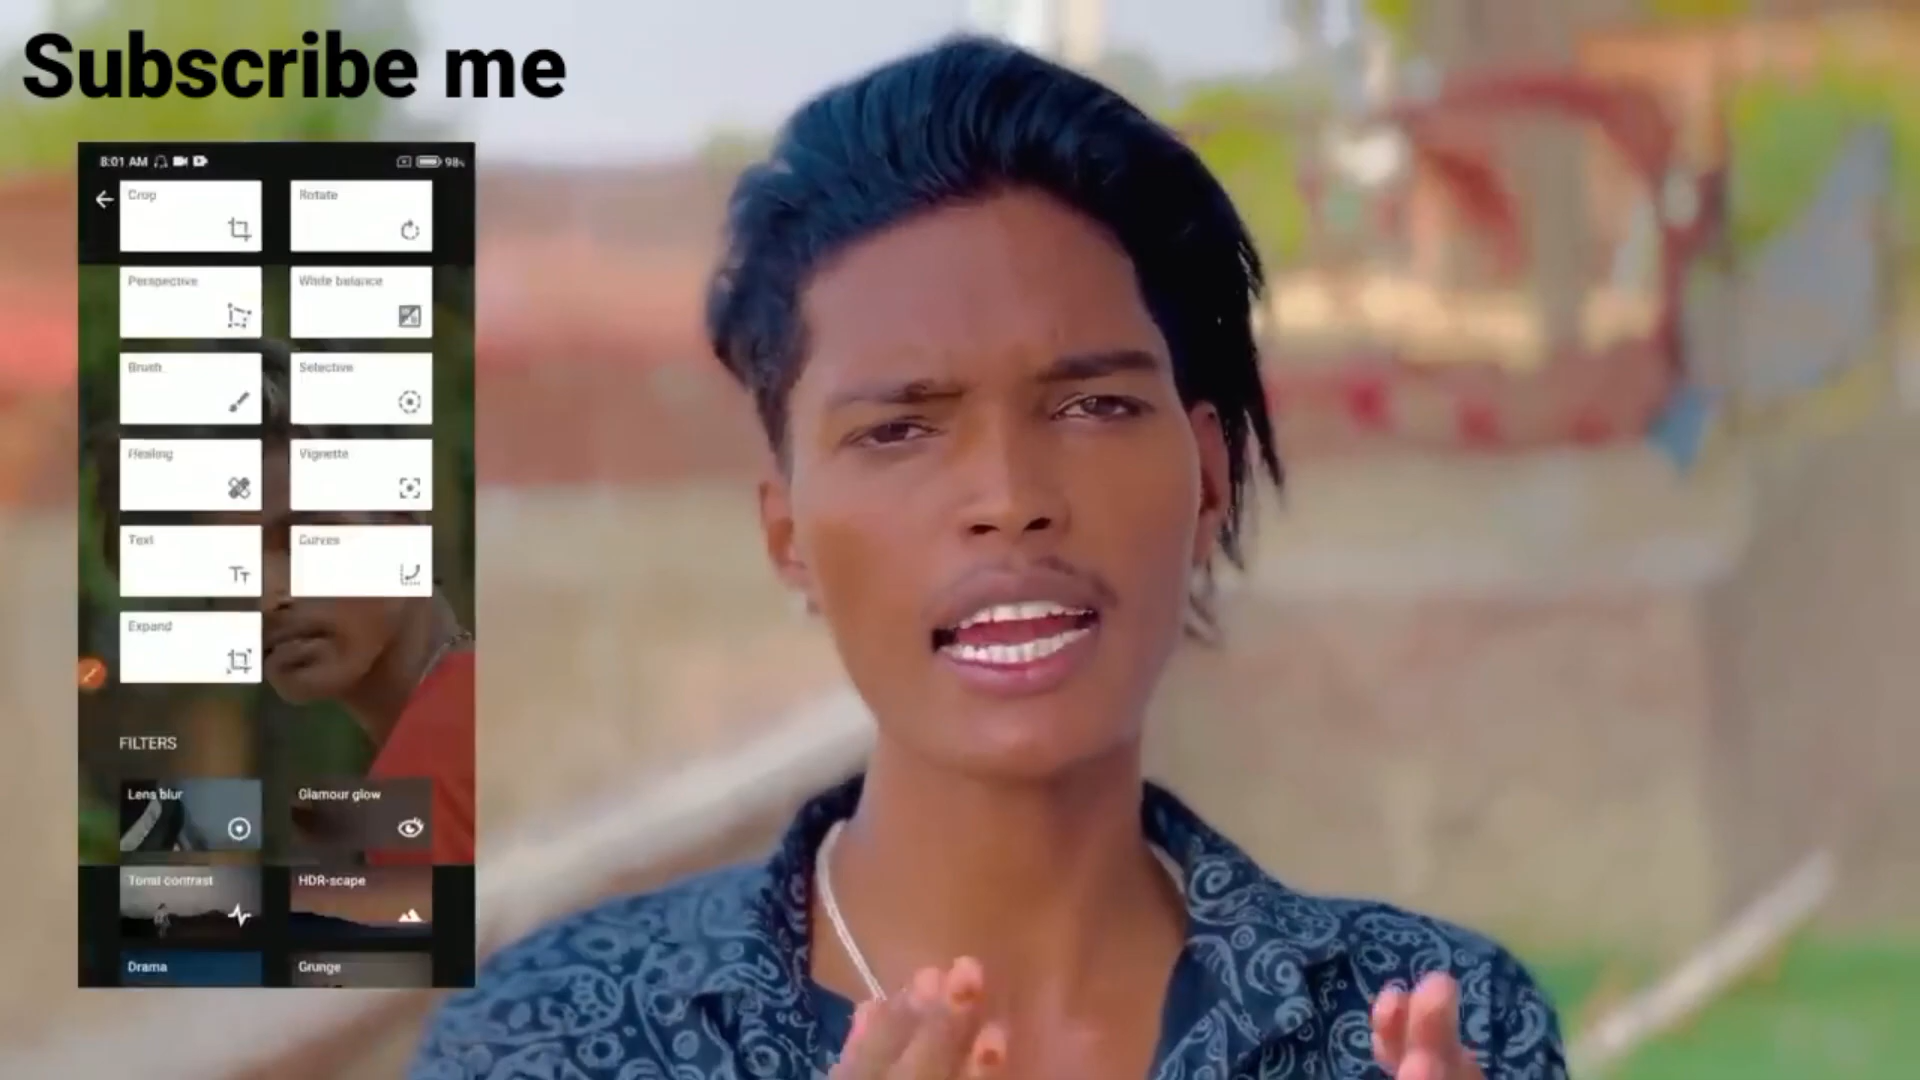 Subscribe me
8:01 AM
98%
Crop
Rotate
Perspective
White balance
Brush
Selective
Healing
Vignette
Text
Curves
Expand
FILTERS
Lens blur
Glamour glow
Tonal contrast
HDR-scape
Drama
Grunge